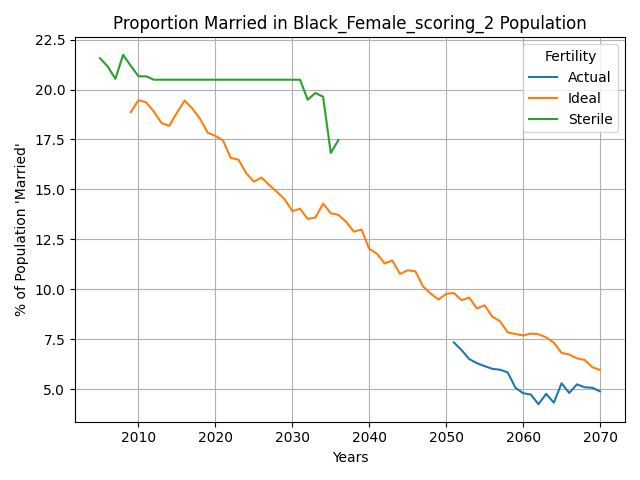 Proportion Married in Black_Female_scoring_2 Population
% of Population 'Married'
22.5
20.0
17.5
15.0
12.5
10.0
7.5
5.0
Fertility
Actual
Ideal
Sterile
2010 2020 2030 2040 2050 2060 2070
Years